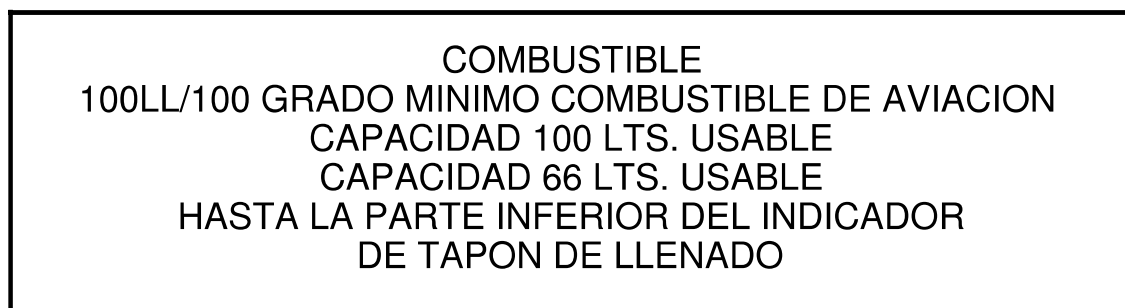 COMBUSTIBLE
100LL/100 GRADO MINIMO COMBUSTIBLE DE AVIACION
CAPACIDAD 100 LTS. USABLE
CAPACIDAD 66 LTS. USABLE
HASTA LA PARTE INFERIOR DEL INDICADOR
DE TAPON DE LLENADO